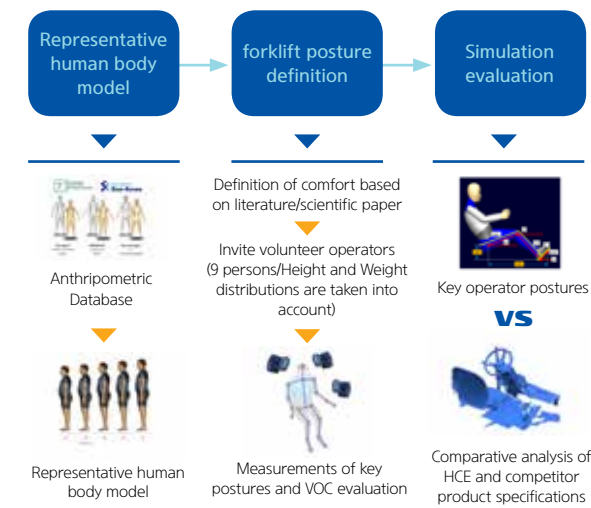 Representative
human body
model
forklift posture
definition
Simulation
evaluation
Anthripometric
Database
Representative human
body model
Definition of comfort based
on literature/scientific paper
Invite volunteer operators
(9 persons/Height and Weight
distributions are taken into
account)
Measurements of key
postures and VOC evaluation
Key operator postures
VS
Comparative analysis of
HCE and competitor
product specifications